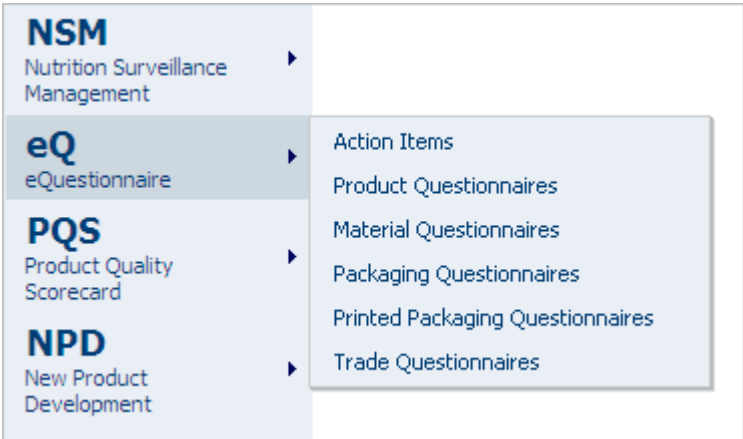 NSM
Nutrition Surveillance
Management
eQ
eQuestionnaire
PQS
Product Quality
Scorecard
NPD
New Product
Development
Action Items
Product Questionnaires
Material Questionnaires
Packaging Questionnaires
Printed Packaging Questionnaires
Trade Questionnaires